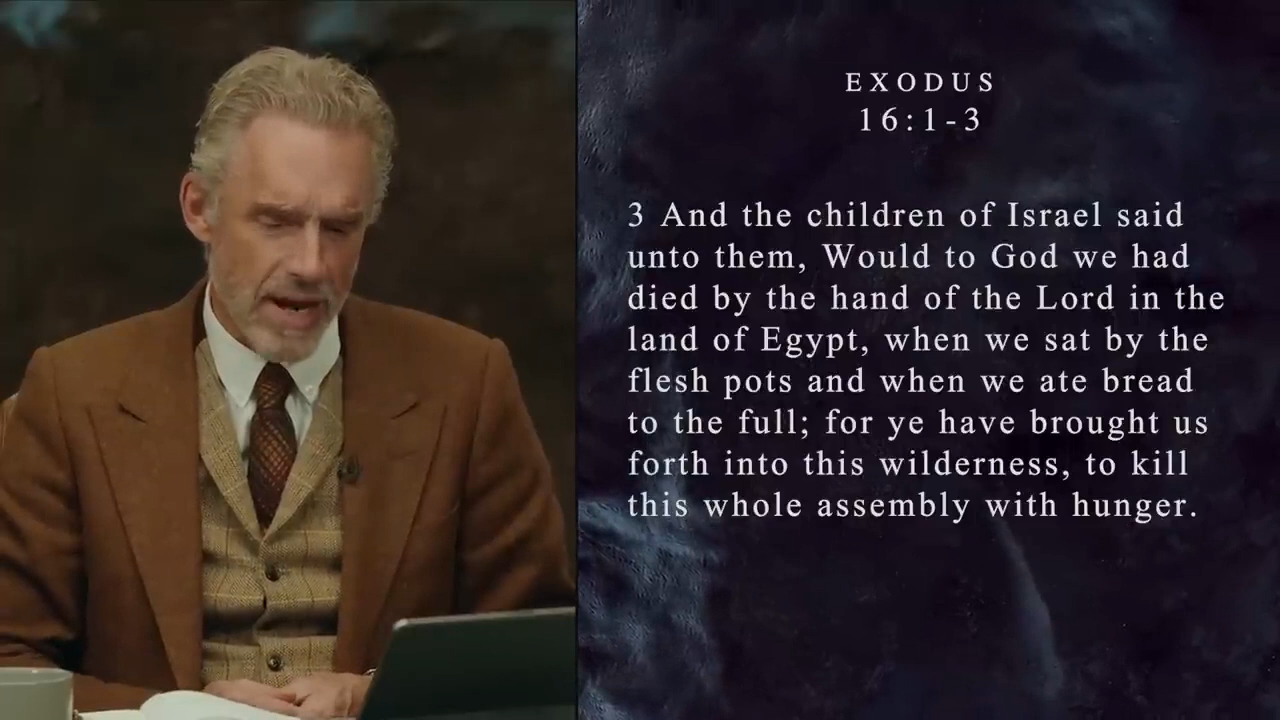 EXODUS
16:1-3
3 And the children of Israel said
unto them, Would to God we had
died by the hand of the Lord in the
land of Egypt, when we sat by the
flesh pots and when we ate bread
to the full; for ye have brought us
forth into this wilderness, to kill
this whole assembly with hunger.